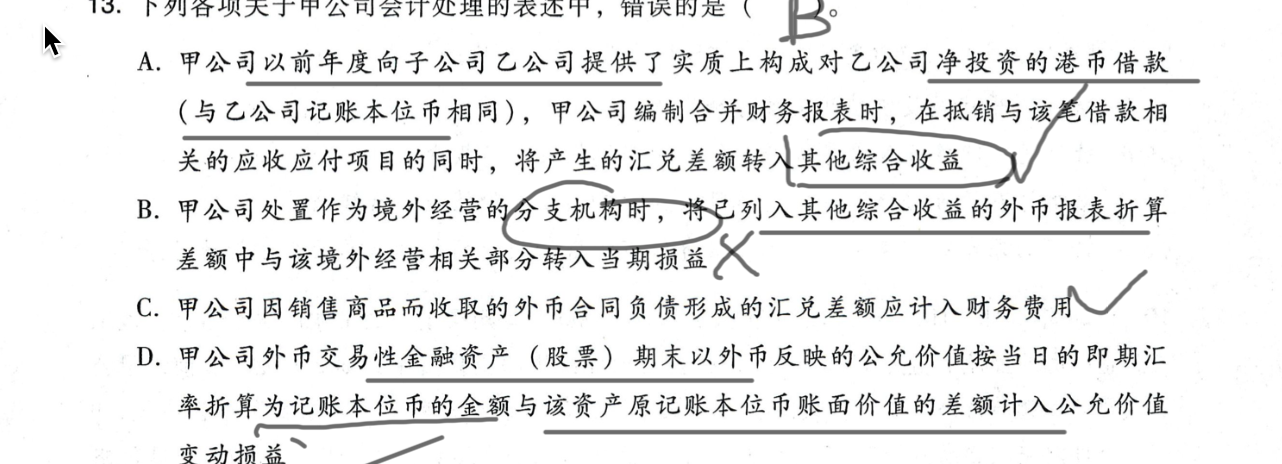 13. 下列各项关于甲公司会计处理的表述中，错误的是（ B 。
A. 甲公司以前年度向子公司乙公司提供了实质上构成对乙公司净投资的港币借款
（与乙公司记账本位币相同），甲公司编制合并财务报表时，在抵销与该笔借款相
关的应收应付项目的同时，将产生的汇兑差额转入其他综合收益
B. 甲公司处置作为境外经营的分支机构时，将已列入其他综合收益的外币报表折算
差额中与该境外经营相关部分转入当期损益
C. 甲公司因销售商品而收取的外币合同负债形成的汇兑差额应计入财务费用
D. 甲公司外币交易性金融资产（股票）期末以外币反映的公允价值按当日的即期汇
率折算为记账本位币的金额与该资产原记账本位币账面价值的差额计入公允价值
变动损益